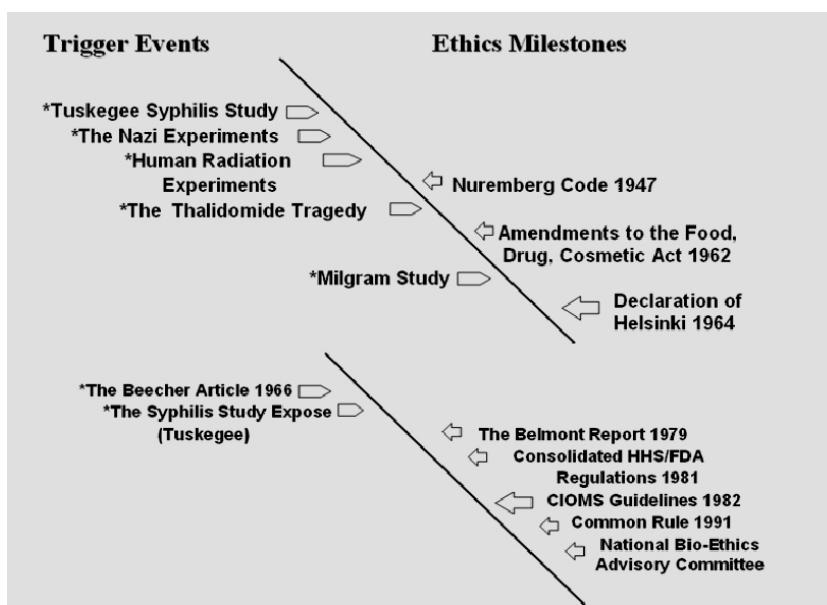 Trigger Events
Ethics Milestones
*Tuskegee Syphilis Study
*The Nazi Experiments
*Human Radiation
Experiments
Nuremberg Code 1947
*The Thalidomide Tragedy
Amendments to the Food,
Drug, Cosmetic Act 1962
*Milgram Study
Declaration of
Helsinki 1964
*The Beecher Article 1966
*The Syphilis Study Expose
(Tuskegee)
The Belmont Report 1979
Consolidated HHS/FDA
Regulations 1981
CIOMS Guidelines 1982
Common Rule 1991
National Bio-Ethics
Advisory Committee